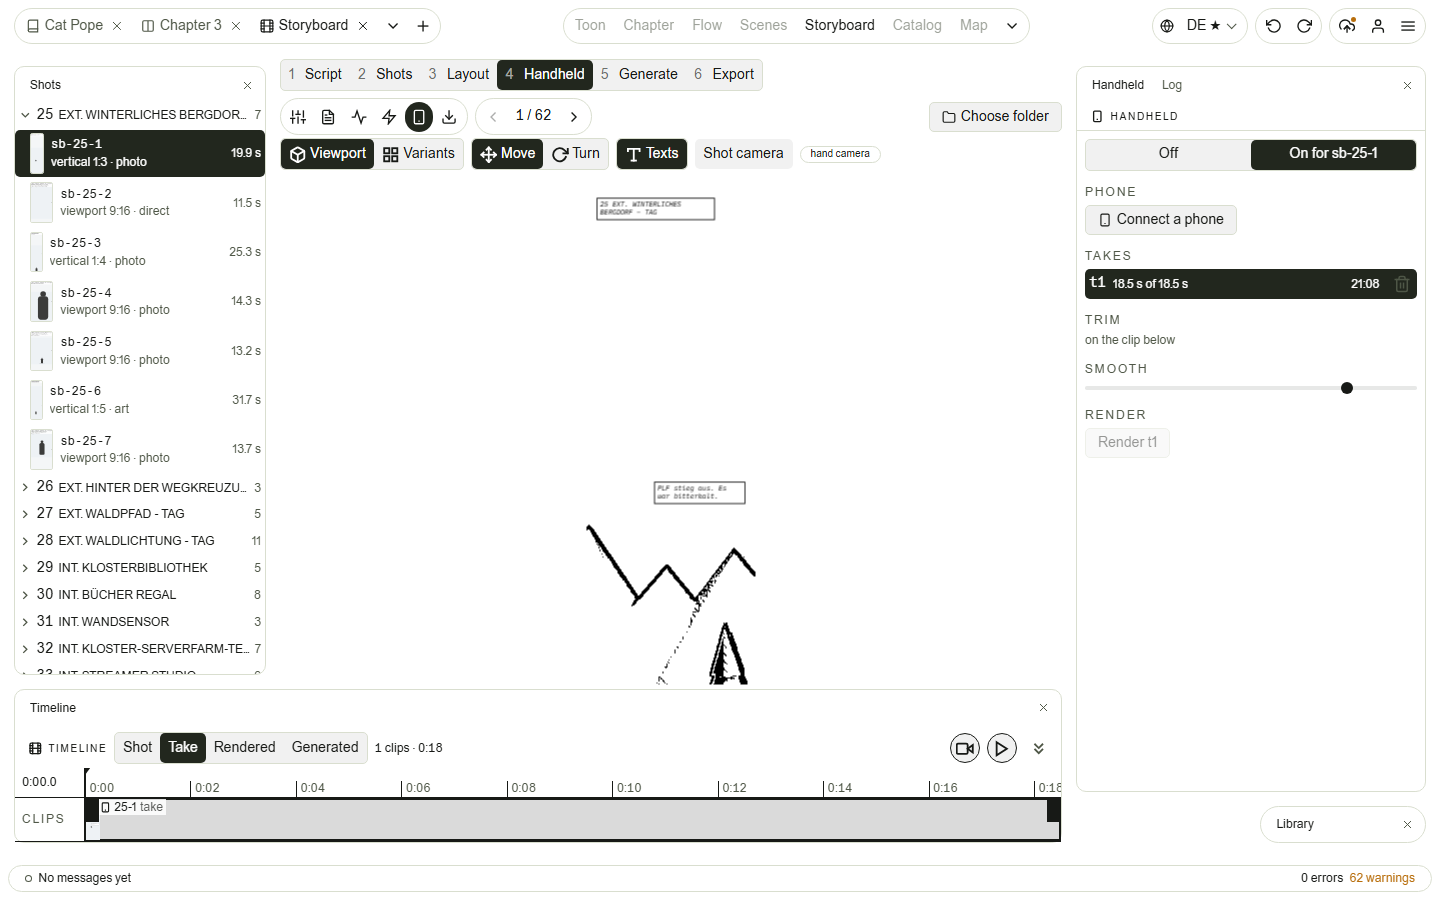 Cat Pope
Chapter 3
Storyboard
Toon
Chapter
Flow
Scenes
Storyboard
Catalog
Map
DE ★
Shots
25 EXT. WINTERLICHES BERGDOR... 7
sb-25-1
vertical 1:3 · photo
19.9 s
sb-25-2
viewport 9:16 · direct
11.5 s
sb-25-3
vertical 1:4 · photo
25.3 s
sb-25-4
viewport 9:16 · photo
14.3 s
sb-25-5
viewport 9:16 · photo
13.2 s
sb-25-6
vertical 1:5 · art
31.7 s
sb-25-7
viewport 9:16 · photo
13.7 s
26 EXT. HINTER DER WEGKREUZU... 3
27 EXT. WALDPFAD - TAG 5
28 EXT. WALDLICHTUNG - TAG 11
29 INT. KLOSTERBIBLIOTHEK 5
30 INT. BÜCHER REGAL 8
31 INT. WANDSENSOR 3
32 INT. KLOSTER-SERVERFARM-TE... 7
33 INT. STREAMER STUDIO
1 Script
2 Shots
3 Layout
4 Handheld
5 Generate
6 Export
1 / 62
Choose folder
Viewport
Variants
Move
Turn
Texts
Shot camera
hand camera
25 EXT. WINTERLICHES
BERGDORF - TAG
PLF stieg aus. Es
war bitterkalt.
Handheld
Log
HANDHELD
Off
On for sb-25-1
PHONE
Connect a phone
TAKES
t1 18.5 s of 18.5 s 21:08
TRIM
on the clip below
SMOOTH
RENDER
Render t1
Timeline
TIMELINE
Shot
Take
Rendered
Generated
1 clips · 0:18
0:00.0
0:00
0:02
0:04
0:06
0:08
0:10
0:12
0:14
0:16
0:18
CLIPS
25-1 take
Library
No messages yet
0 errors
62 warnings